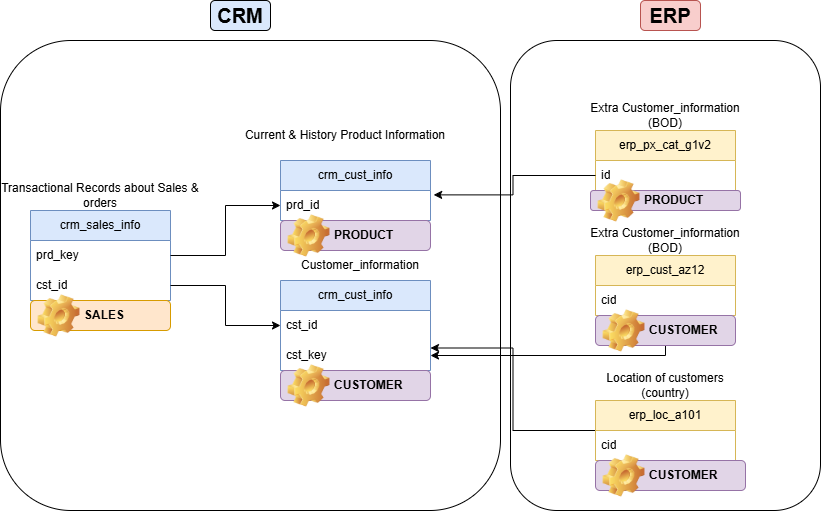 CRM
ERP
Transactional Records about Sales &
orders
crm_sales_info
prd_key
cst_id
SALES
Current & History Product Information
crm_cust_info
prd_id
PRODUCT
Customer_information
crm_cust_info
cst_id
cst_key
CUSTOMER
Extra Customer_information
(BOD)
erp_px_cat_g1v2
id
PRODUCT
Extra Customer_information
(BOD)
erp_cust_az12
cid
CUSTOMER
Location of customers
(country)
erp_loc_a101
cid
CUSTOMER